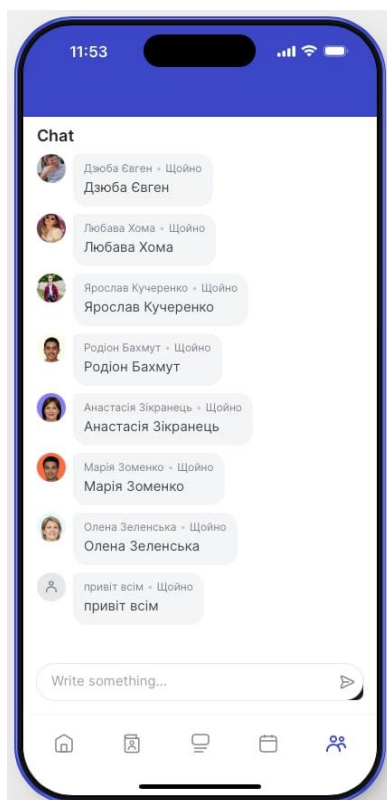 11:53
Chat
Дзюба Євген • Щойно
Дзюба Євген
Любава Хома • Щойно
Любава Хома
Ярослав Кучеренко • Щойно
Ярослав Кучеренко
Родіон Бахмут • Щойно
Родіон Бахмут
Анастасія Зікранець • Щойно
Анастасія Зікранець
Марія Зоменко • Щойно
Марія Зоменко
Олена Зеленська • Щойно
Олена Зеленська
привіт всім • Щойно
привіт всім
Write something...